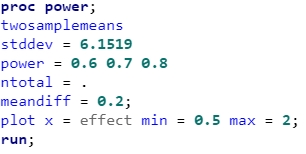 proc power;
twosamplemeans
stddev = 6.1519
power = 0.6 0.7 0.8
ntotal = .
meandiff = 0.2;
plot x = effect min = 0.5 max = 2;
run;